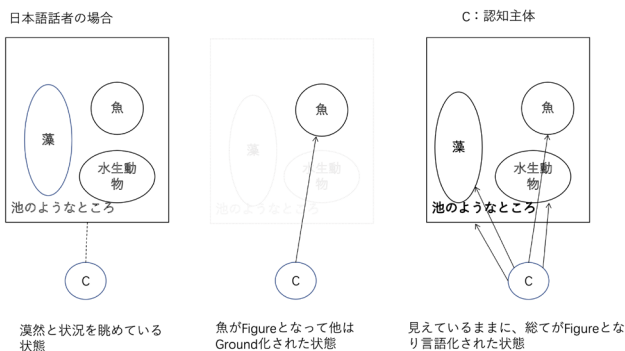 日本語話者の場合
C：認知主体
藻
魚
水生動
物
池のようなところ
C
漠然と状況を眺めている
状態
藻
魚
水生動
物
池のようなところ
C
魚がFigureとなって他は
Ground化された状態
藻
魚
水生動
物
池のようなところ
C
見えているままに、総てがFigureとな
り言語化された状態